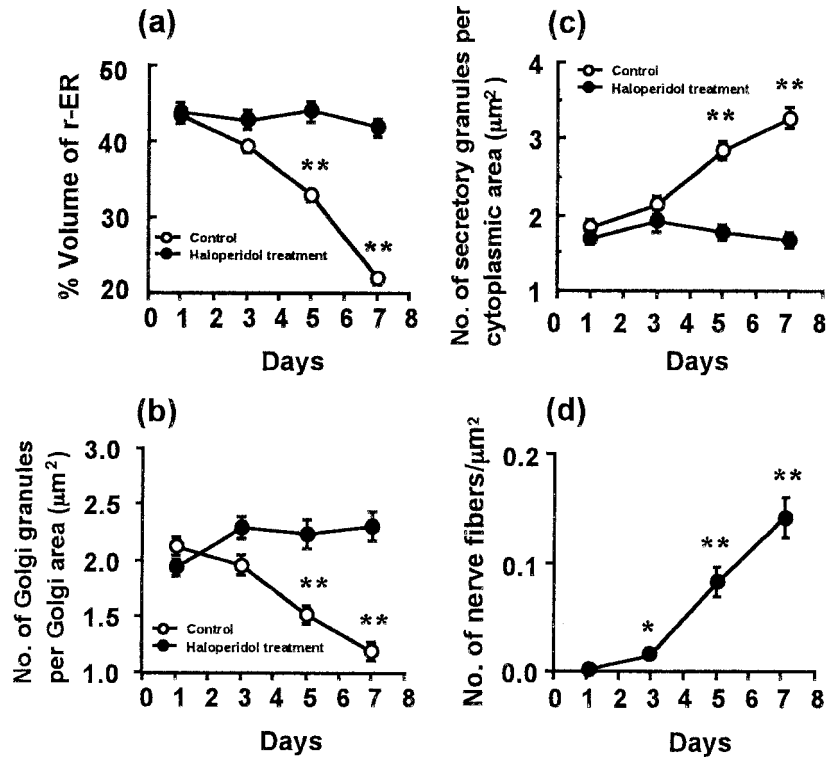 (a)
% Volume of r-ER
50
40
30
20
Control
Haloperidol treatment
**
**
0 1 2 3 4 5 6 7 8
Days
(c)
No. of secretory granules per
cytoplasmic area (μm²)
4
3
2
1
Control
Haloperidol treatment
**
**
0 1 2 3 4 5 6 7 8
Days
(b)
No. of Golgi granules
per Golgi area (μm²)
3.0
2.5
2.0
1.5
1.0
Control
Haloperidol treatment
**
**
0 1 2 3 4 5 6 7 8
Days
(d)
No. of nerve fibers/μm²
0.2
0.1
0.0
*
**
**
0 1 2 3 4 5 6 7 8
Days